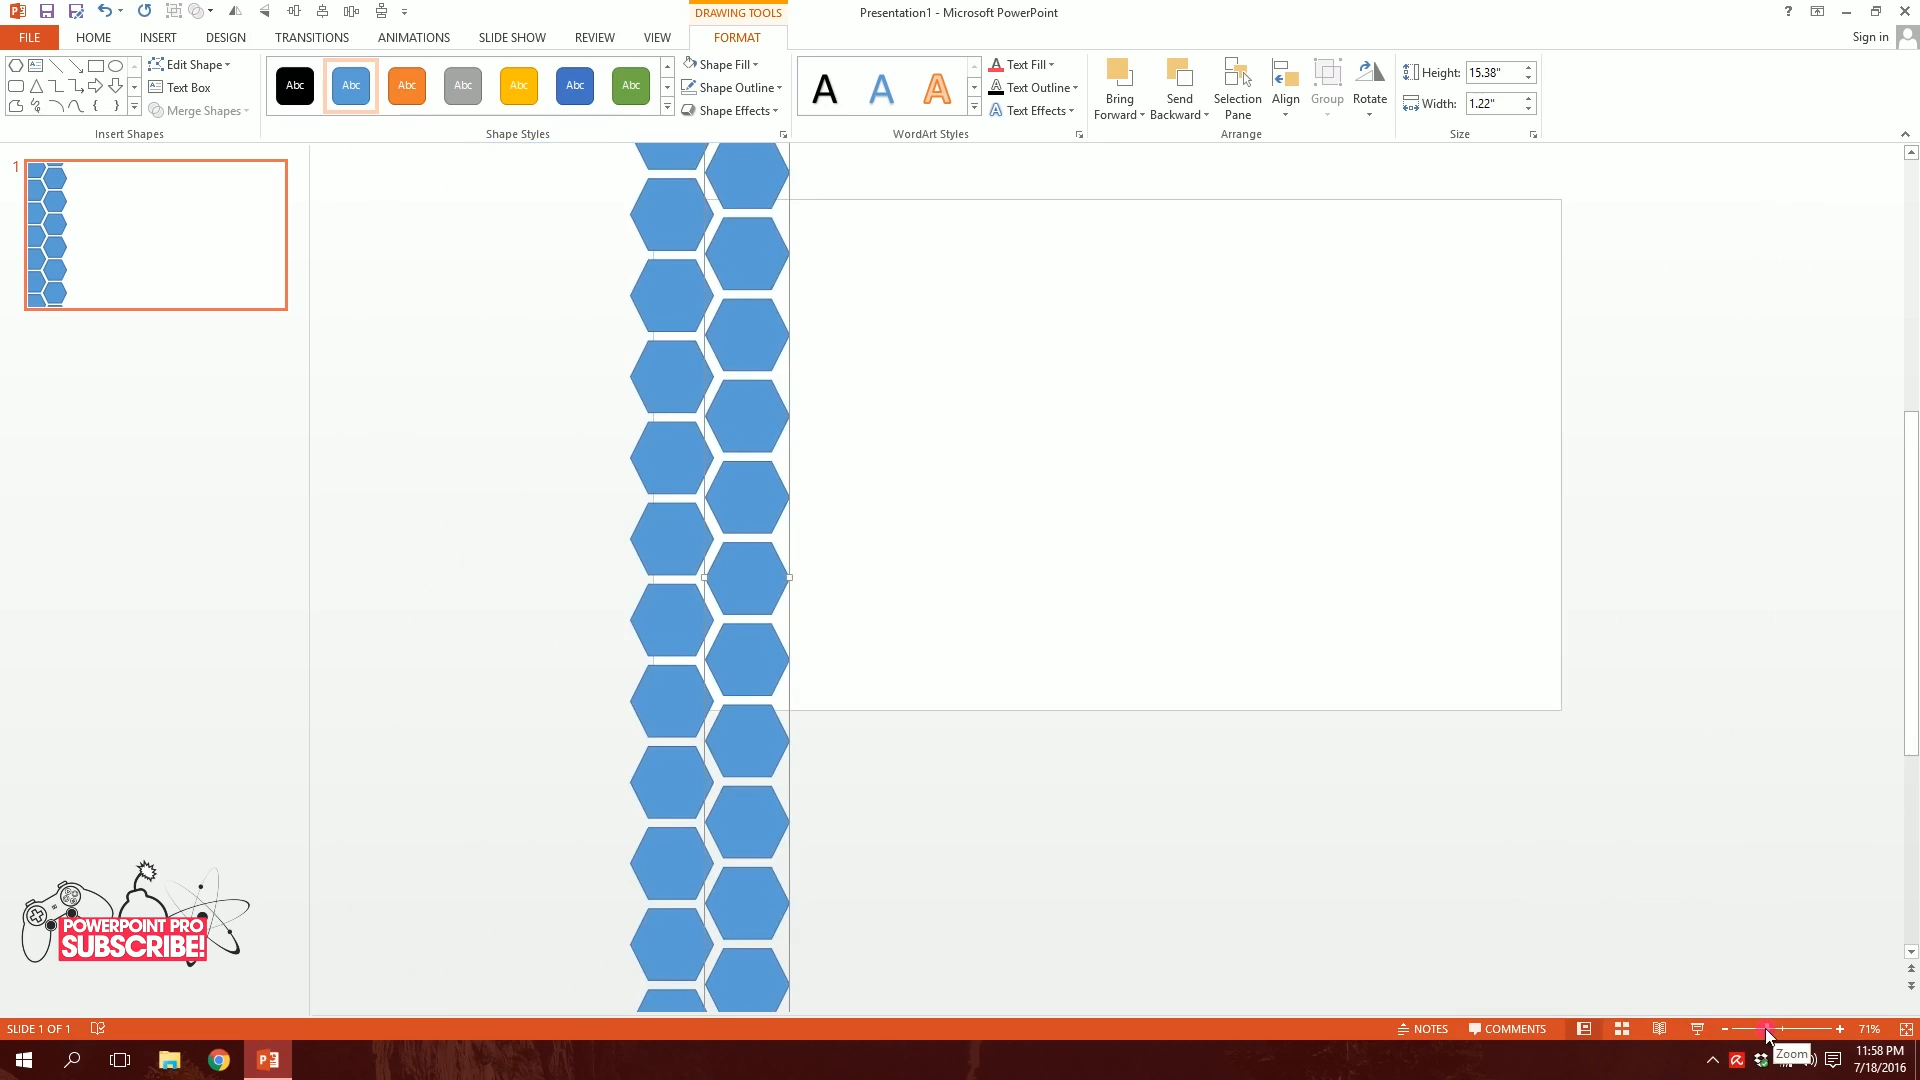 DRAWING TOOLS
Presentation1 - Microsoft PowerPoint
?
FILE HOME INSERT DESIGN TRANSITIONS ANIMATIONS SLIDE SHOW REVIEW VIEW FORMAT
Sign in
Edit Shape
Text Box
Merge Shapes
Insert Shapes
Abc Abc Abc Abc Abc Abc Abc
Shape Fill
Shape Outline
Shape Effects
Shape Styles
A A A
Text Fill
Text Outline
Text Effects
WordArt Styles
Bring Forward
Send Backward
Selection Pane
Align
Group
Rotate
Arrange
Height: 15.38"
Width: 1.22"
Size
1
POWERPOINT PRO
SUBSCRIBE!
SLIDE 1 OF 1
NOTES
COMMENTS
71%
Zoom
11:58 PM
7/18/2016